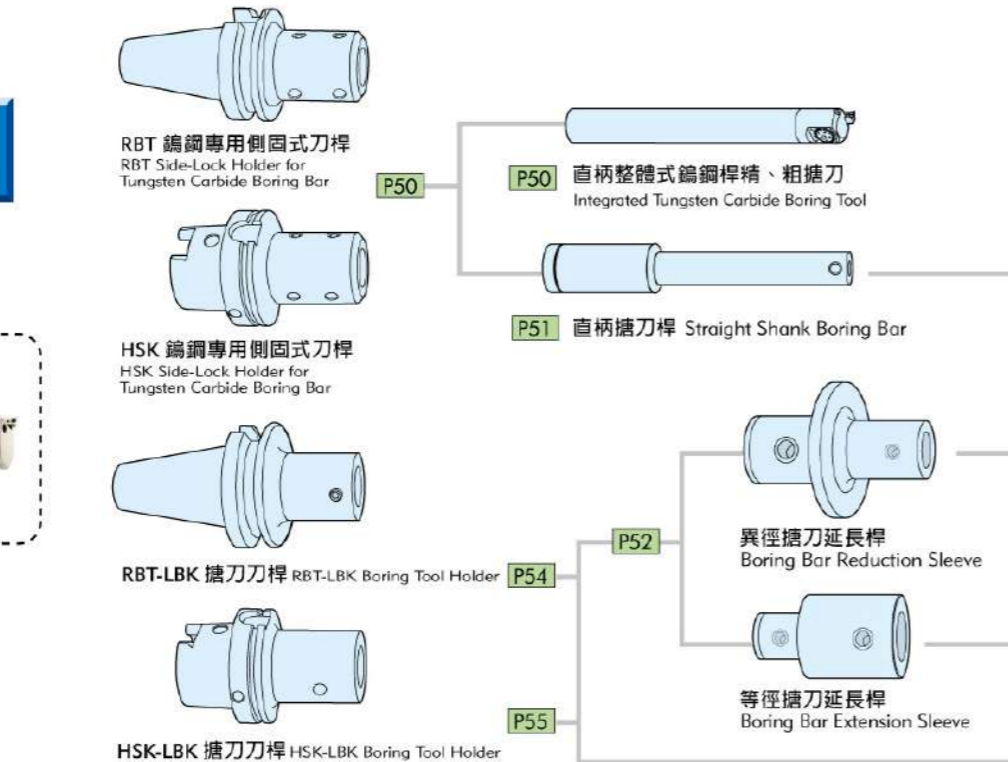 RBT 鎢鋼專用側固式刀桿
RBT Side-Lock Holder for
Tungsten Carbide Boring Bar
P50
P50 直柄整體式鎢鋼桿精、粗搪刀
Integrated Tungsten Carbide Boring Tool
HSK 鎢鋼專用側固式刀桿
HSK Side-Lock Holder for
Tungsten Carbide Boring Bar
P51 直柄搪刀桿 Straight Shank Boring Bar
RBT-LBK 搪刀刀桿 RBT-LBK Boring Tool Holder P54
P52
異徑搪刀延長桿
Boring Bar Reduction Sleeve
HSK-LBK 搪刀刀桿 HSK-LBK Boring Tool Holder
P55
等徑搪刀延長桿
Boring Bar Extension Sleeve